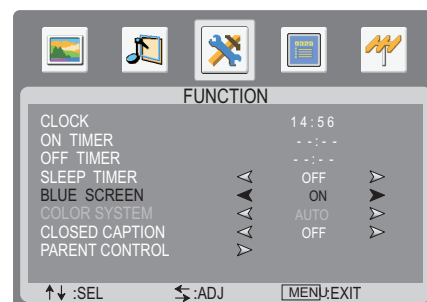 FUNCTION
CLOCK 14:56
ON TIMER --:--
OFF TIMER --:--
SLEEP TIMER OFF
BLUE SCREEN ON
COLOR SYSTEM AUTO
CLOSED CAPTION OFF
PARENT CONTROL
:SEL :ADJ MENU:EXIT